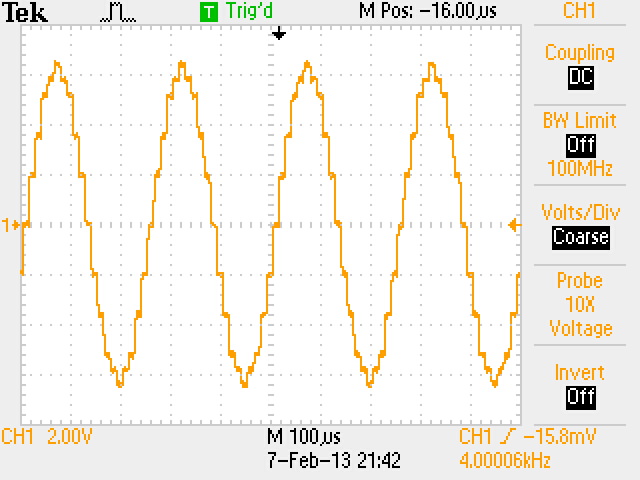 Tek T Trig'd M Pos: -16.00µs CH1
Coupling
DC
BW Limit
Off
100MHz
Volts/Div
Coarse
Probe
10X
Voltage
Invert
Off
1
CH1 2.00V M 100µs CH1 -15.8mV
7-Feb-13 21:42 4.00006kHz